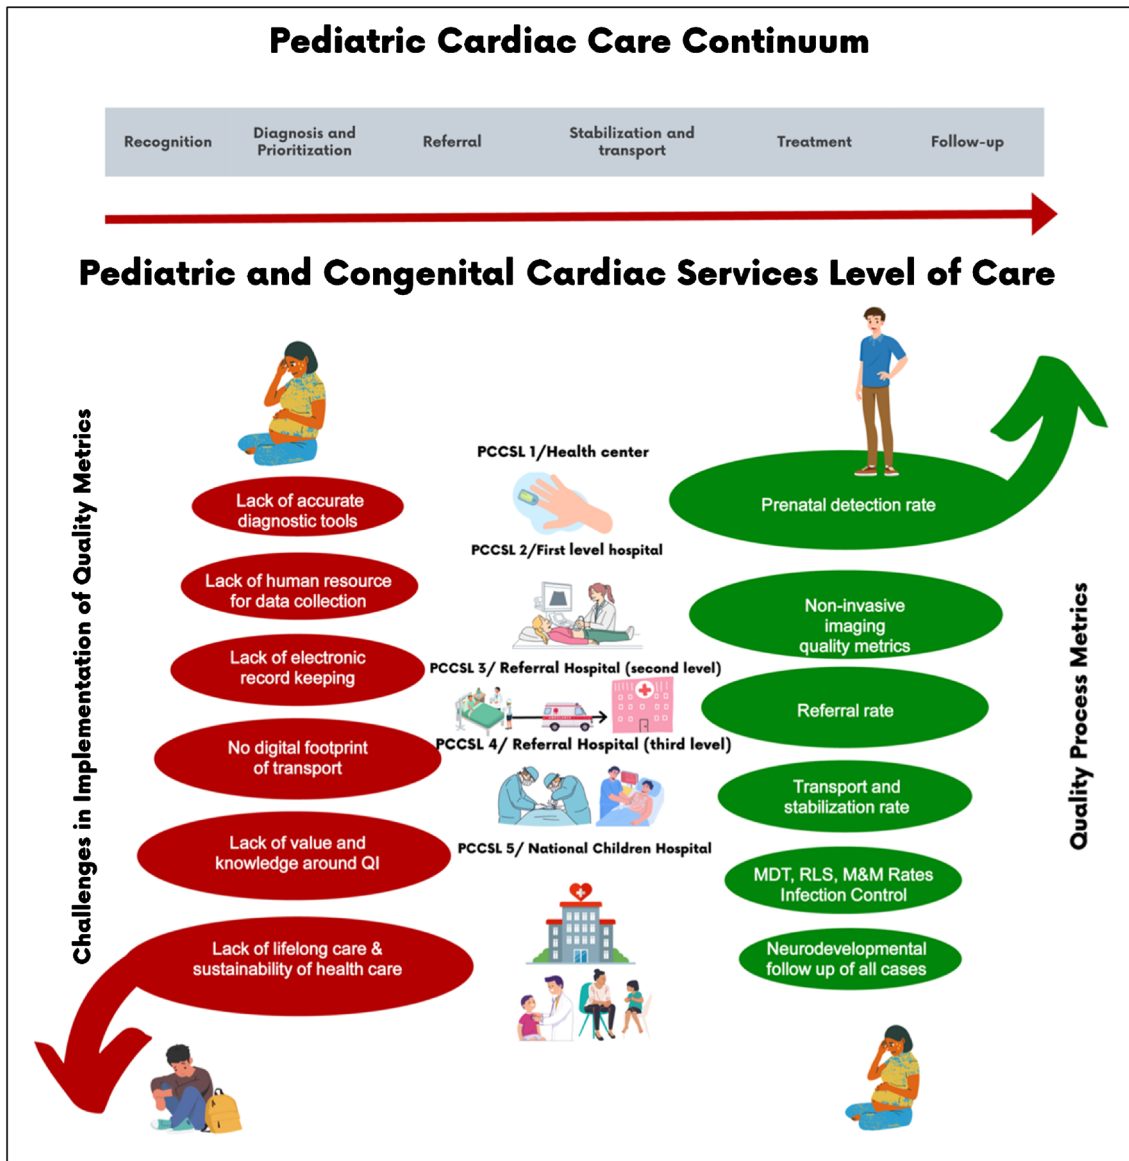 Pediatric Cardiac Care Continuum
Recognition
Diagnosis and
Prioritization
Referral
Stabilization and
transport
Treatment
Follow-up
Pediatric and Congenital Cardiac Services Level of Care
Challenges in Implementation of Quality Metrics
Lack of accurate
diagnostic tools
Lack of human resource
for data collection
Lack of electronic
record keeping
No digital footprint
of transport
Lack of value and
knowledge around QI
Lack of lifelong care &
sustainability of health care
PCCSL 1/Health center
PCCSL 2/First level hospital
PCCSL 3/ Referral Hospital (second level)
PCCSL 4/ Referral Hospital (third level)
PCCSL 5/ National Children Hospital
Prenatal detection rate
Non-invasive
imaging
quality metrics
Referral rate
Transport and
stabilization rate
MDT, RLS, M&M Rates
Infection Control
Neurodevelopmental
follow up of all cases
Quality Process Metrics